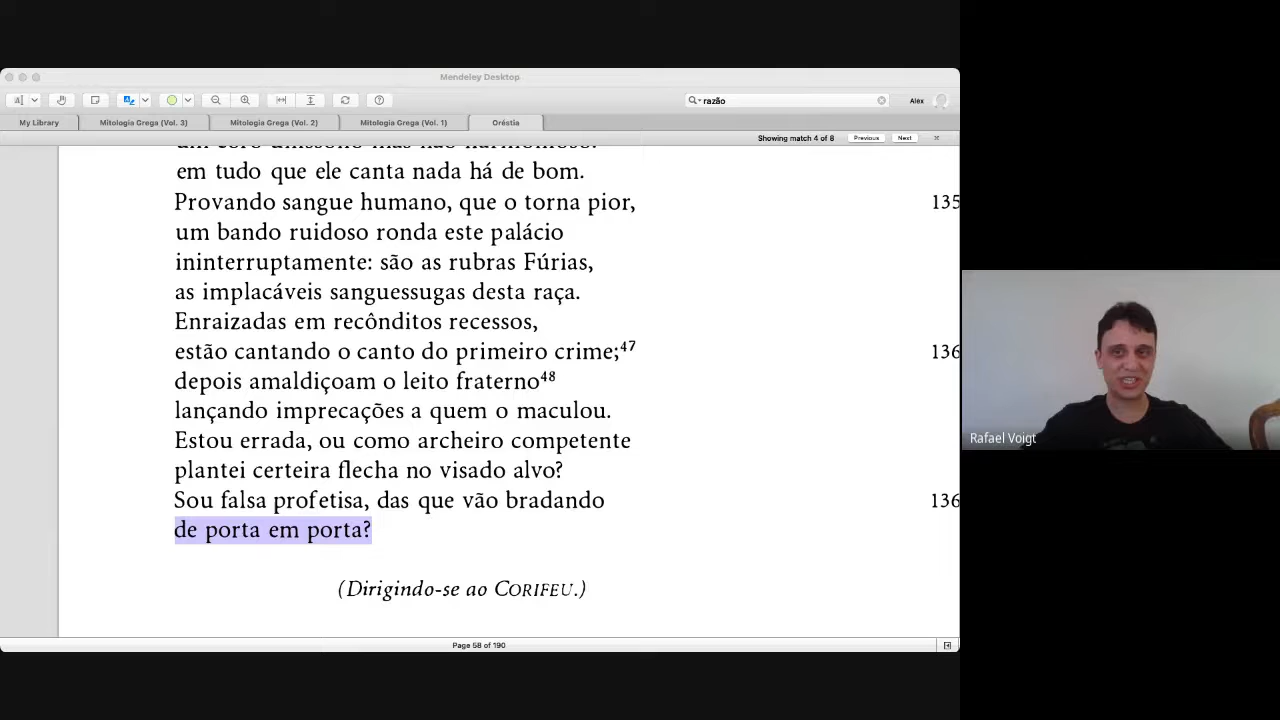 Mendeley Desktop
razão
Alex
My Library
Mitologia Grega (Vol. 3)
Mitologia Grega (Vol. 2)
Mitologia Grega (Vol. 1)
Oréstia
Showing match 4 of 8
Previous
Next
em tudo que ele canta nada há de bom.
Provando sangue humano, que o torna pior, 135
um bando ruidoso ronda este palácio
ininterruptamente: são as rubras Fúrias,
as implacáveis sanguessugas desta raça.
Enraizadas em recônditos recessos,
estão cantando o canto do primeiro crime;⁴⁷ 136
depois amaldiçoam o leito fraterno⁴⁸
lançando imprecações a quem o maculou.
Estou errada, ou como archeiro competente
plantei certeira flecha no visado alvo?
Sou falsa profetisa, das que vão bradando 136
de porta em porta?
(Dirigindo-se ao CORIFEU.)
Page 58 of 190
Rafael Voigt